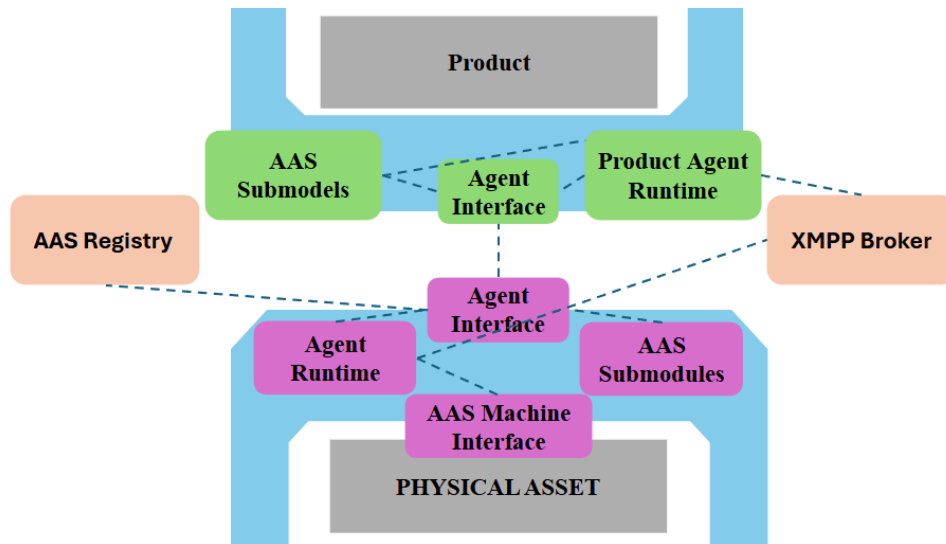 Product
AAS
Submodels
Agent
Interface
Product Agent
Runtime
AAS Registry
XMPP Broker
Agent
Interface
Agent
Runtime
AAS
Submodules
AAS Machine
Interface
PHYSICAL ASSET